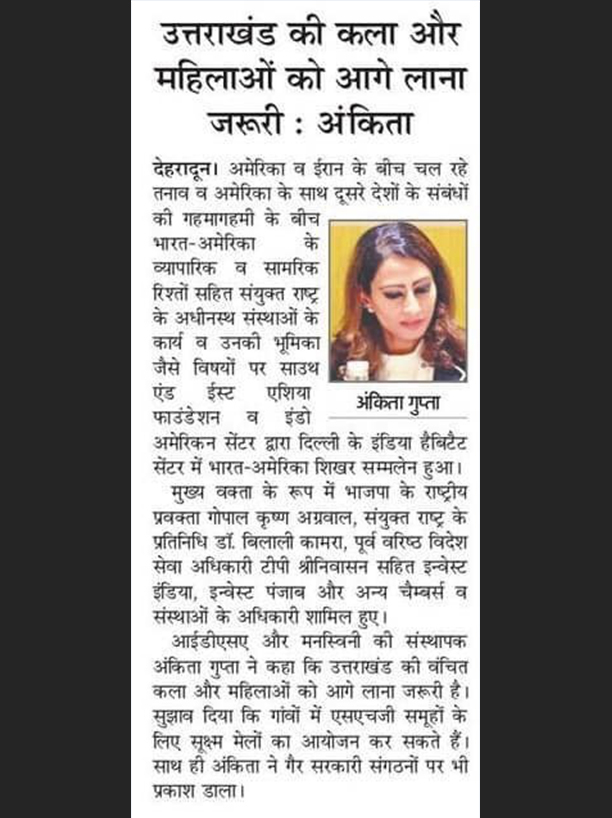 उत्तराखंड की कला और
महिलाओं को आगे लाना
जरूरी : अंकिता
देहरादून। अमेरिका व ईरान के बीच चल रहे
तनाव व अमेरिका के साथ दूसरे देशों के संबंधों
की गहमागहमी के बीच
भारत-अमेरिका के
व्यापारिक व सामरिक
रिश्तों सहित संयुक्त राष्ट्र
के अधीनस्थ संस्थाओं के
कार्य व उनकी भूमिका
जैसे विषयों पर साउथ
एंड ईस्ट एशिया
फाउंडेशन व इंडो
अंकिता गुप्ता
अमेरिकन सेंटर द्वारा दिल्ली के इंडिया हैबिटैट
सेंटर में भारत-अमेरिका शिखर सम्मलेन हुआ।
मुख्य वक्ता के रूप में भाजपा के राष्ट्रीय
प्रवक्ता गोपाल कृष्ण अग्रवाल, संयुक्त राष्ट्र के
प्रतिनिधि डॉ. बिलाली कामरा, पूर्व वरिष्ठ विदेश
सेवा अधिकारी टीपी श्रीनिवासन सहित इन्वेस्ट
इंडिया, इन्वेस्ट पंजाब और अन्य चैम्बर्स व
संस्थाओं के अधिकारी शामिल हुए।
आईडीएसए और मनस्विनी की संस्थापक
अंकिता गुप्ता ने कहा कि उत्तराखंड की वंचित
कला और महिलाओं को आगे लाना जरूरी है।
सुझाव दिया कि गांवों में एसएचजी समूहों के
लिए सूक्ष्म मेलों का आयोजन कर सकते हैं।
साथ ही अंकिता ने गैर सरकारी संगठनों पर भी
प्रकाश डाला।